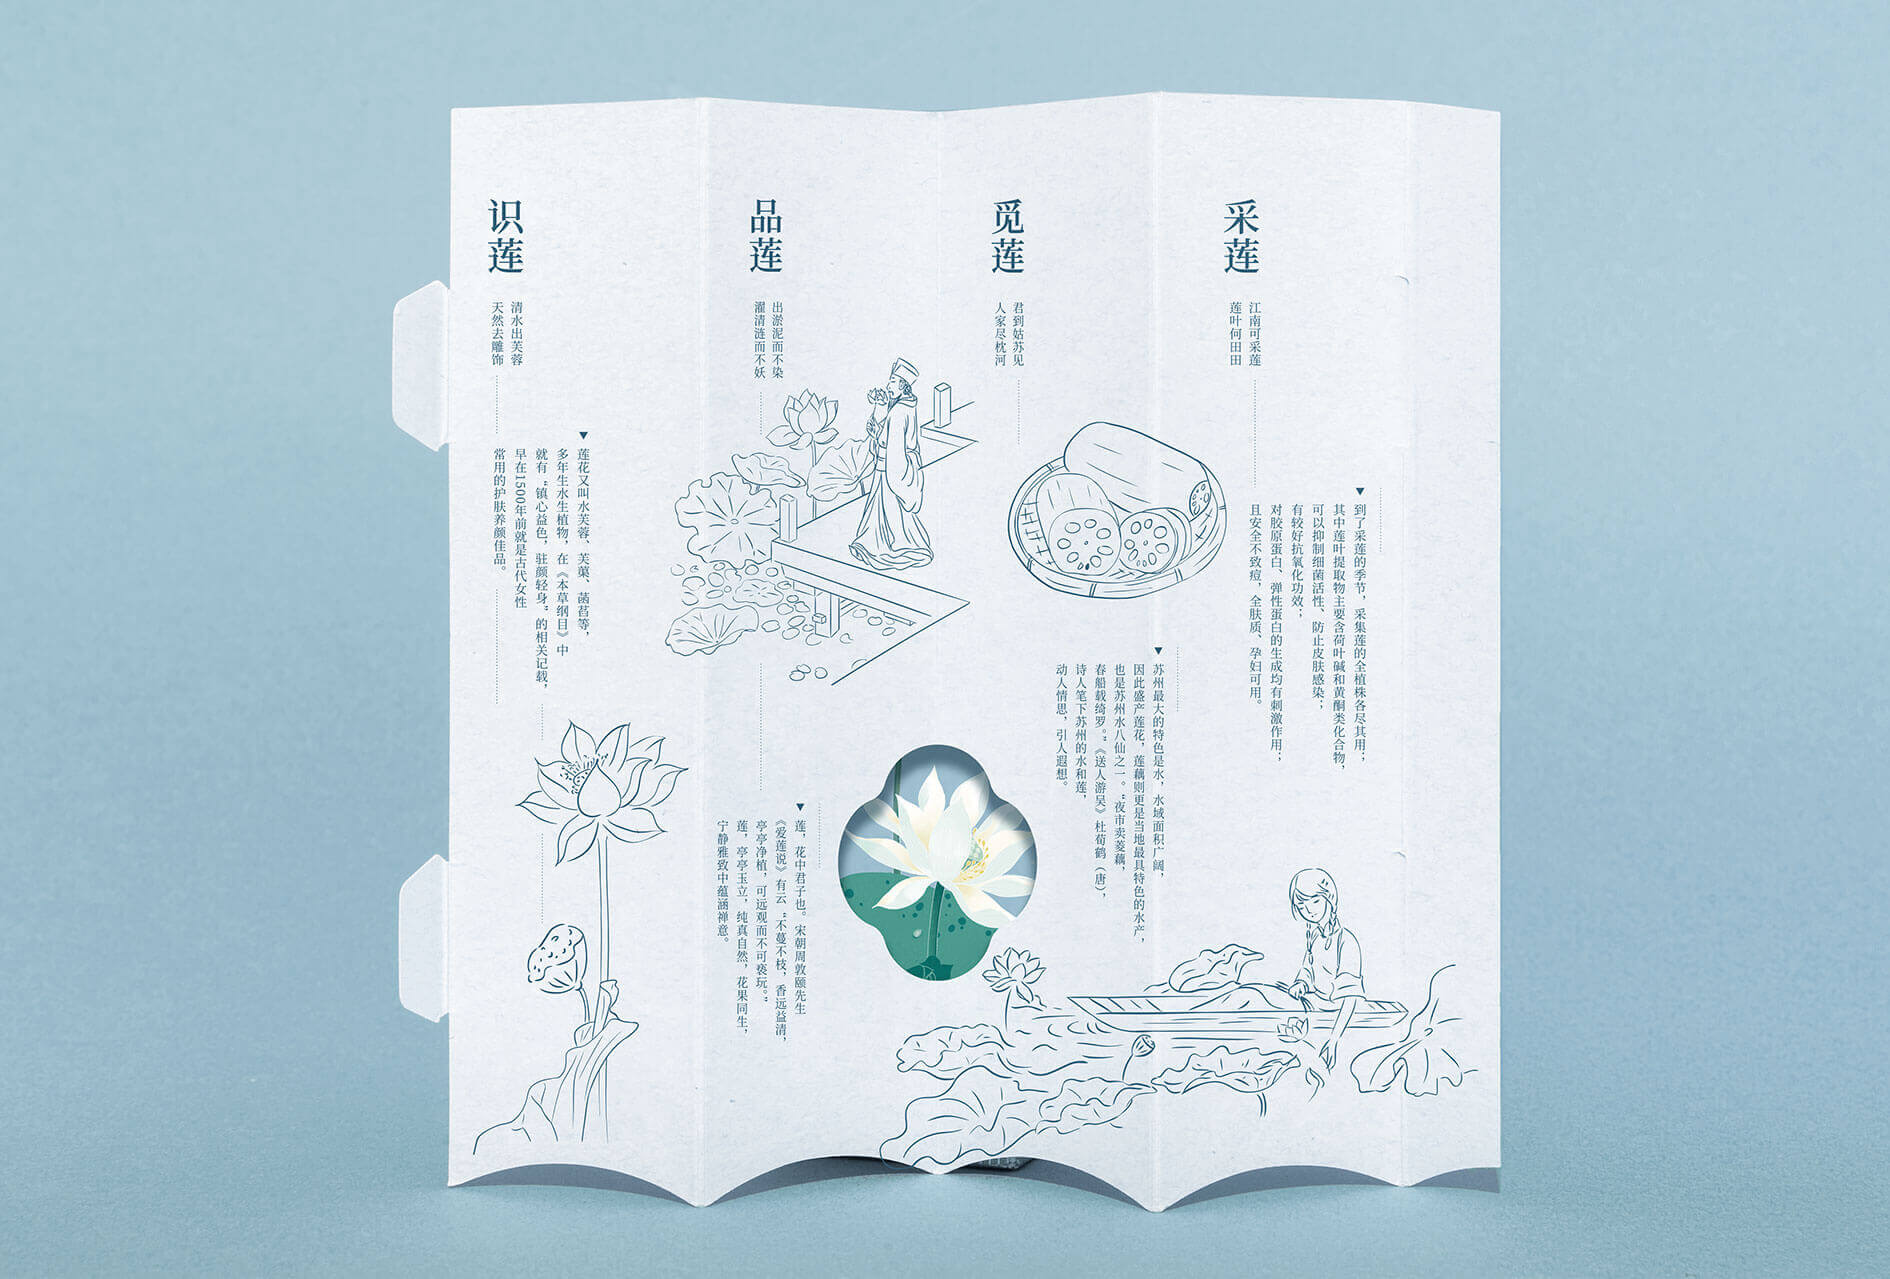 识莲
清水出芙蓉
天然去雕饰
莲花又叫水芙蓉、芙蕖、菡萏等，
多年生水生植物，在《本草纲目》中
就有“镇心益色，驻颜轻身”的相关记载，
早在1500年前就是古代女性
常用的护肤养颜佳品。
品莲
出淤泥而不染
濯清涟而不妖
莲，花中君子也。宋朝周敦颐先生
《爱莲说》有云“不蔓不枝，香远益清，
亭亭净植，可远观而不可亵玩。”
莲，亭亭玉立，纯真自然，花果同生，
宁静雅致中蕴涵禅意。
觅莲
君到姑苏见
人家尽枕河
苏州最大的特色是水，水域面积广阔，
因此盛产莲花，莲藕则更是当地最具特色的水产，
也是苏州水八仙之一。“夜市卖菱藕，
春船载绮罗。”《送人游吴》杜荀鹤（唐），
诗人笔下苏州的水和莲，
动人情思，引人遐想。
采莲
江南可采莲
莲叶何田田
到了采莲的季节，采集莲的全植株各尽其用；
其中莲叶提取物主要含荷叶碱和黄酮类化合物，
可以抑制细菌活性、防止皮肤感染；
有较好抗氧化功效；
对胶原蛋白、弹性蛋白的生成均有刺激作用；
且安全不致痘，全肤质、孕妇可用。